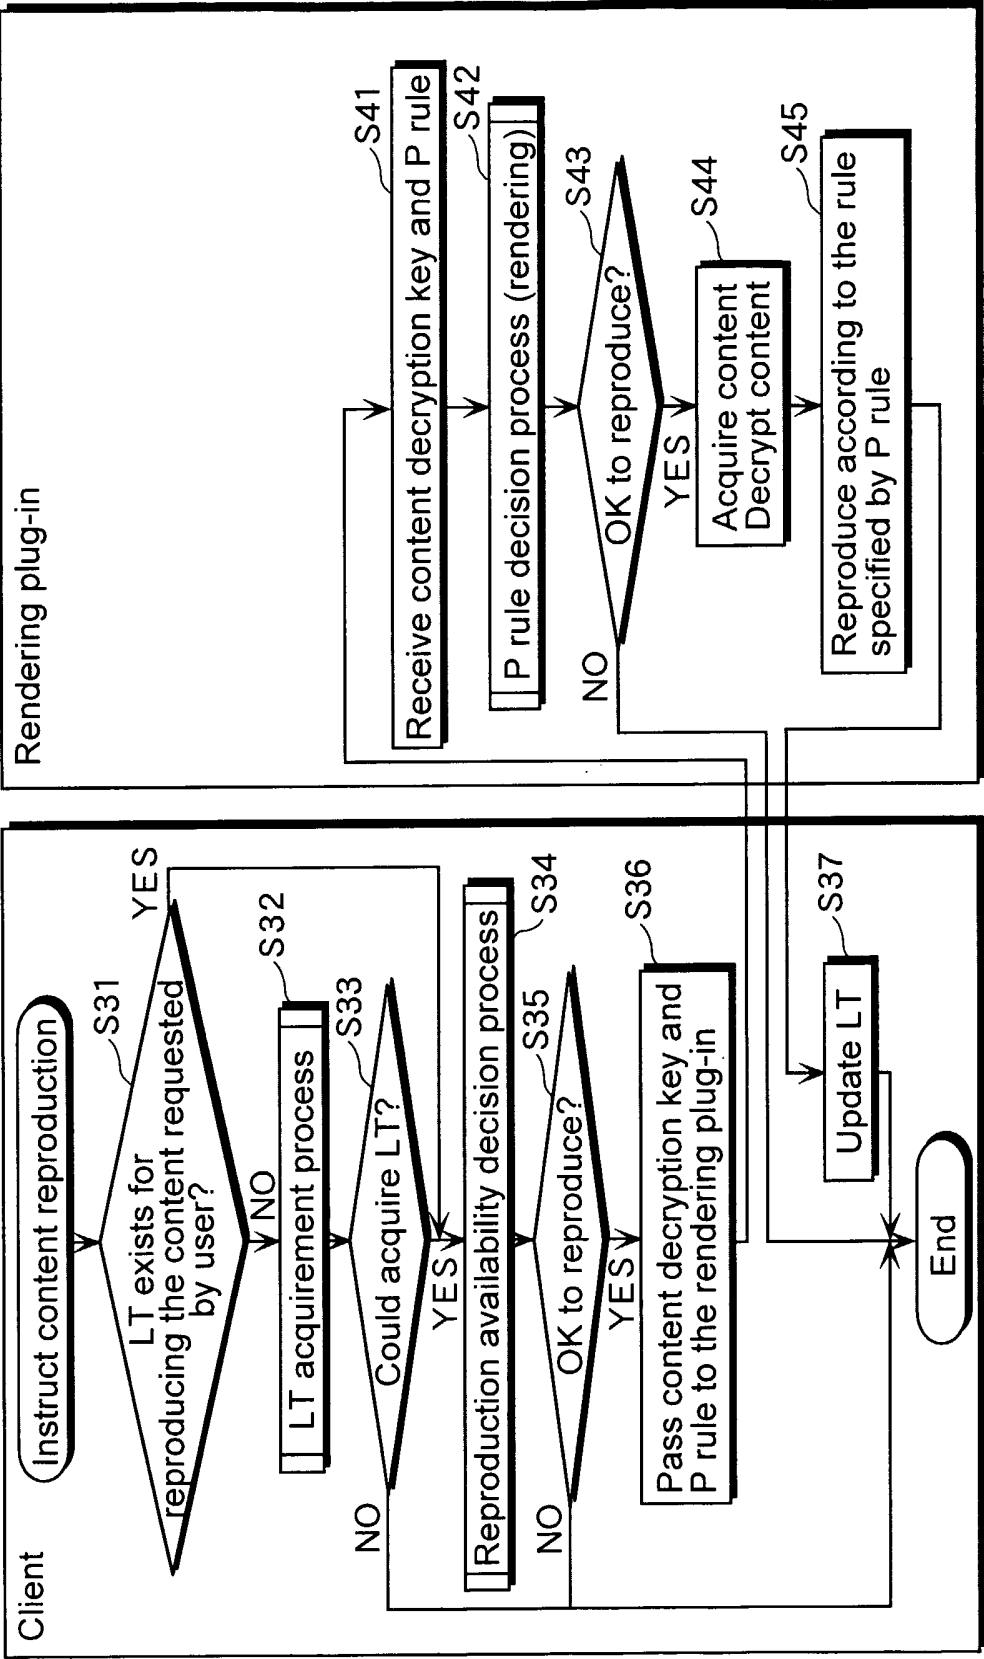 Client
Instruct content reproduction
S31
LT exists for
reproducing the content requested
by user?
YES
NO
S32
LT acquirement process
S33
Could acquire LT?
NO
YES
Reproduction availability decision process
S34
S35
OK to reproduce?
NO
YES
S36
Pass content decryption key and
P rule to the rendering plug-in
S37
Update LT
End
Rendering plug-in
S41
Receive content decryption key and P rule
S42
P rule decision process (rendering)
S43
OK to reproduce?
NO
YES
S44
Acquire content
Decrypt content
S45
Reproduce according to the rule
specified by P rule